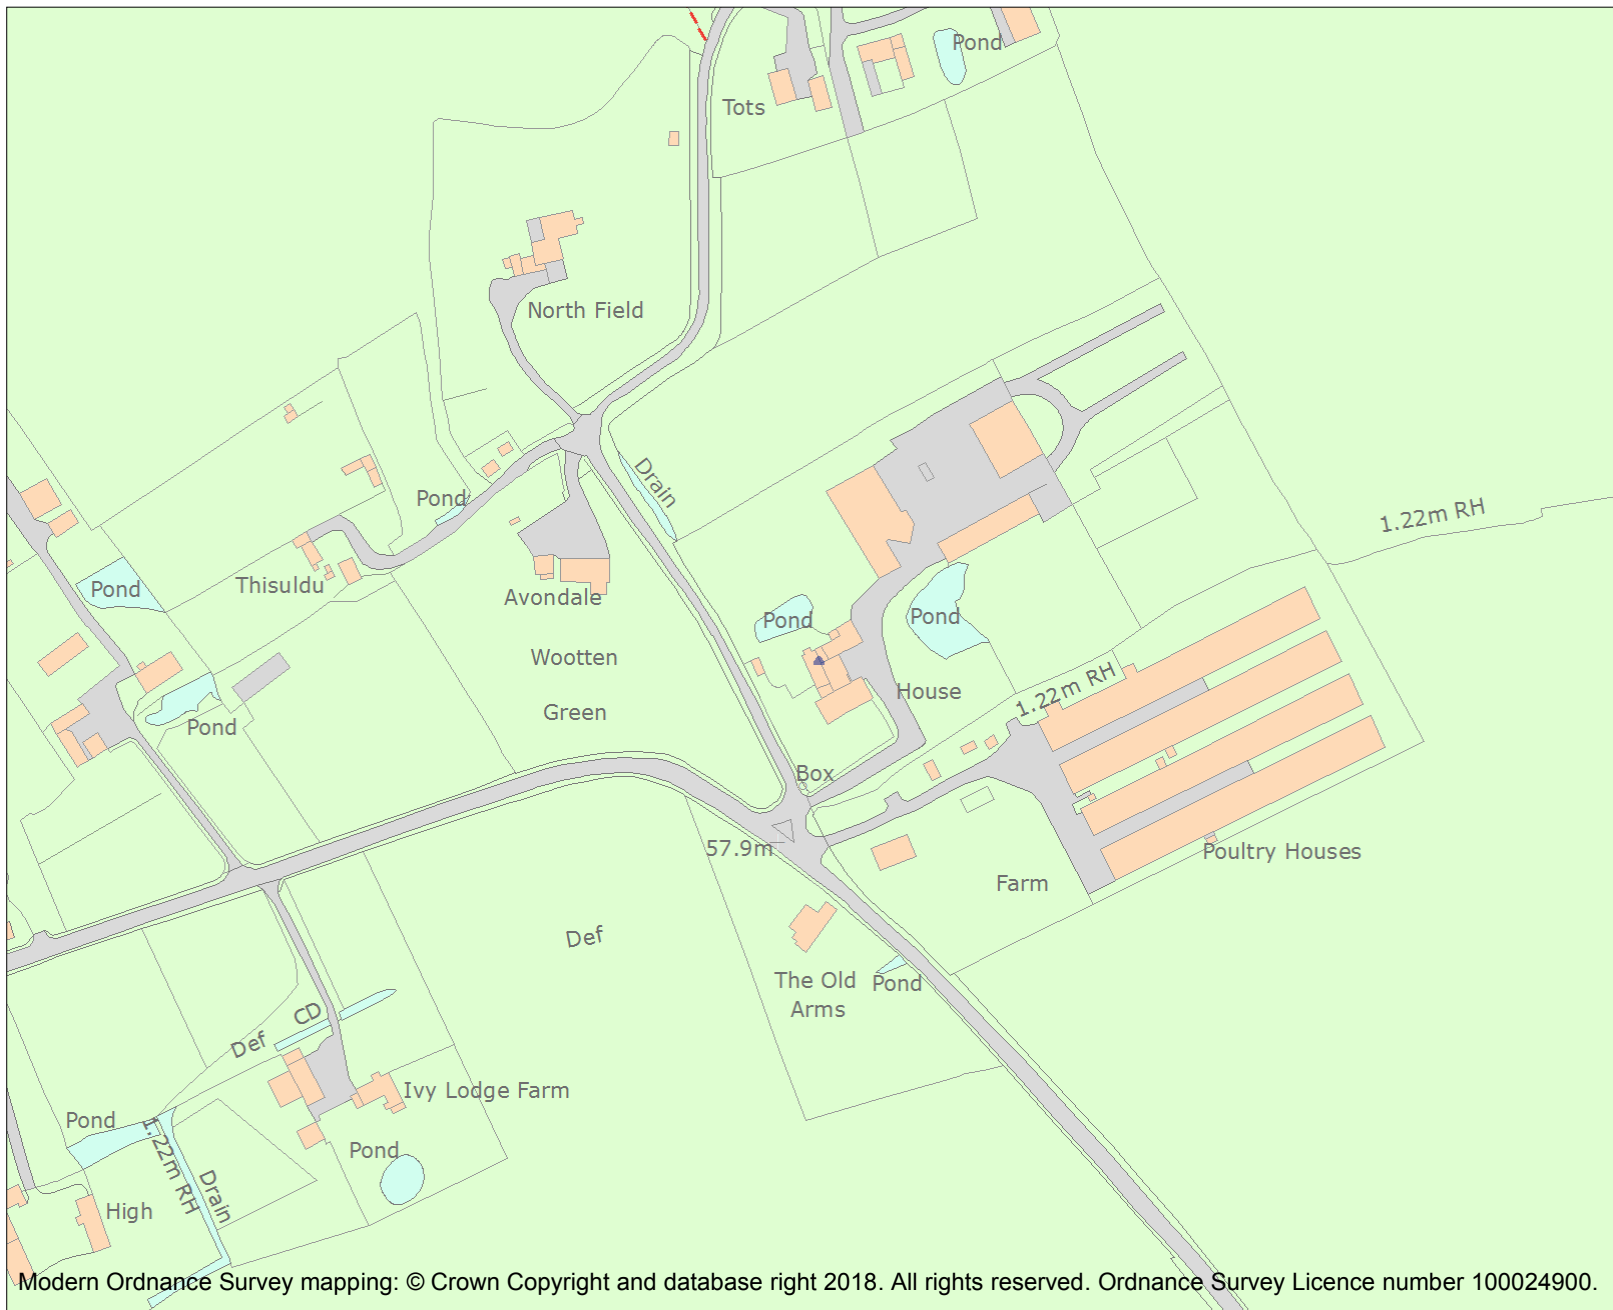 Pond
Tots
North Field
Drain
Pond
1.22m RH
Pond
Thisuldu
Avondale
Pond
Pond
Wootten
House
1.22m RH
Green
Pond
Box
57.9m
Poultry Houses
Farm
Def
The Old
Arms
Pond
CD
Def
Ivy Lodge Farm
Pond
1.22m RH
Pond
Drain
High
Modern Ordnance Survey mapping: © Crown Copyright and database right 2018. All rights reserved. Ordnance Survey Licence number 100024900.